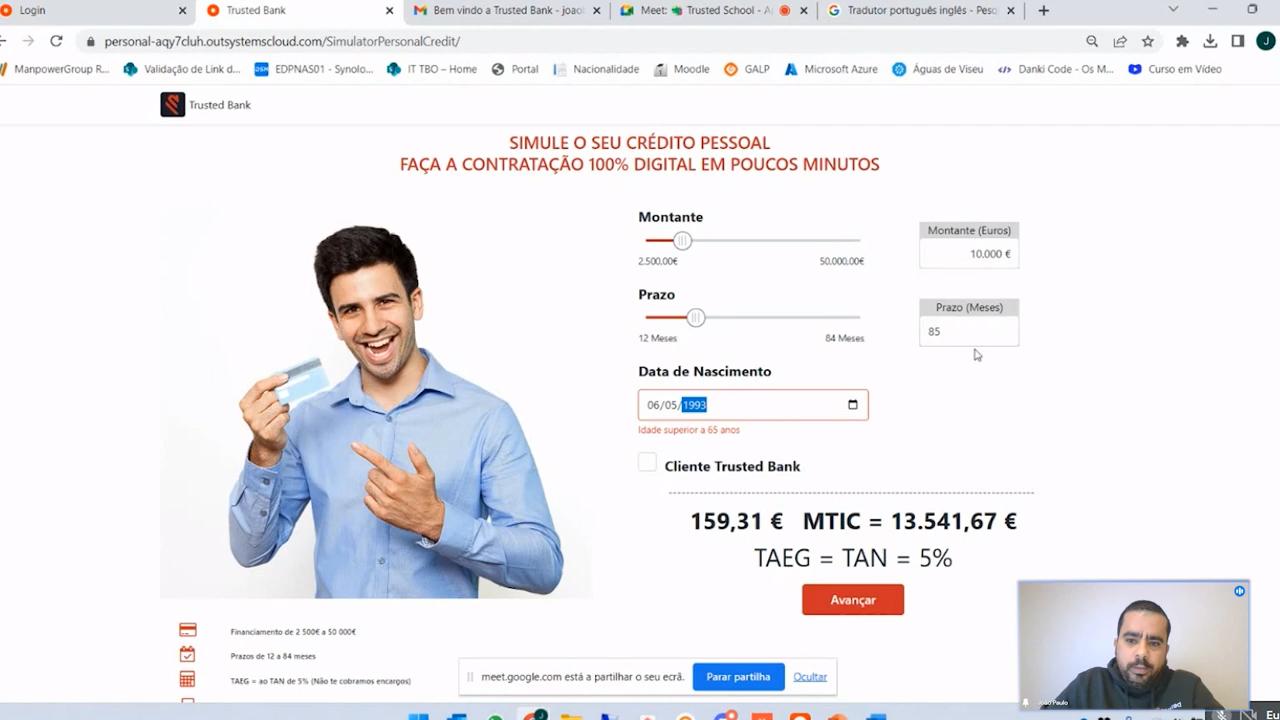 Login
Trusted Bank
Bem vindo a Trusted Bank - joaol
Meet:
Trusted School - A
Tradutor português inglês - Pesq
personal-aqy7cluh.outsystemscloud.com/SimulatorPersonalCredit/
ManpowerGroup R...
Validação de Link d...
EDPNAS01 - Synolo...
IT TBO – Home
Portal
Nacionalidade
Moodle
GALP
Microsoft Azure
Águas de Viseu
Danki Code - Os M...
Curso em Vídeo
Trusted Bank
SIMULE O SEU CRÉDITO PESSOAL
FAÇA A CONTRATAÇÃO 100% DIGITAL EM POUCOS MINUTOS
Montante
2.500,00€
50.000,00€
Montante (Euros)
10.000 €
Prazo
12 Meses
84 Meses
Prazo (Meses)
85
Data de Nascimento
06/05/1993
Idade superior a 65 anos
Cliente Trusted Bank
159,31 € MTIC = 13.541,67 €
TAEG = TAN = 5%
Avançar
Financiamento de 2 500€ a 50 000€
Prazos de 12 a 84 meses
TAEG = ao TAN de 5% (Não te cobramos encargos)
meet.google.com está a partilhar o seu ecrã.
Parar partilha
Ocultar
João Paulo
Eu